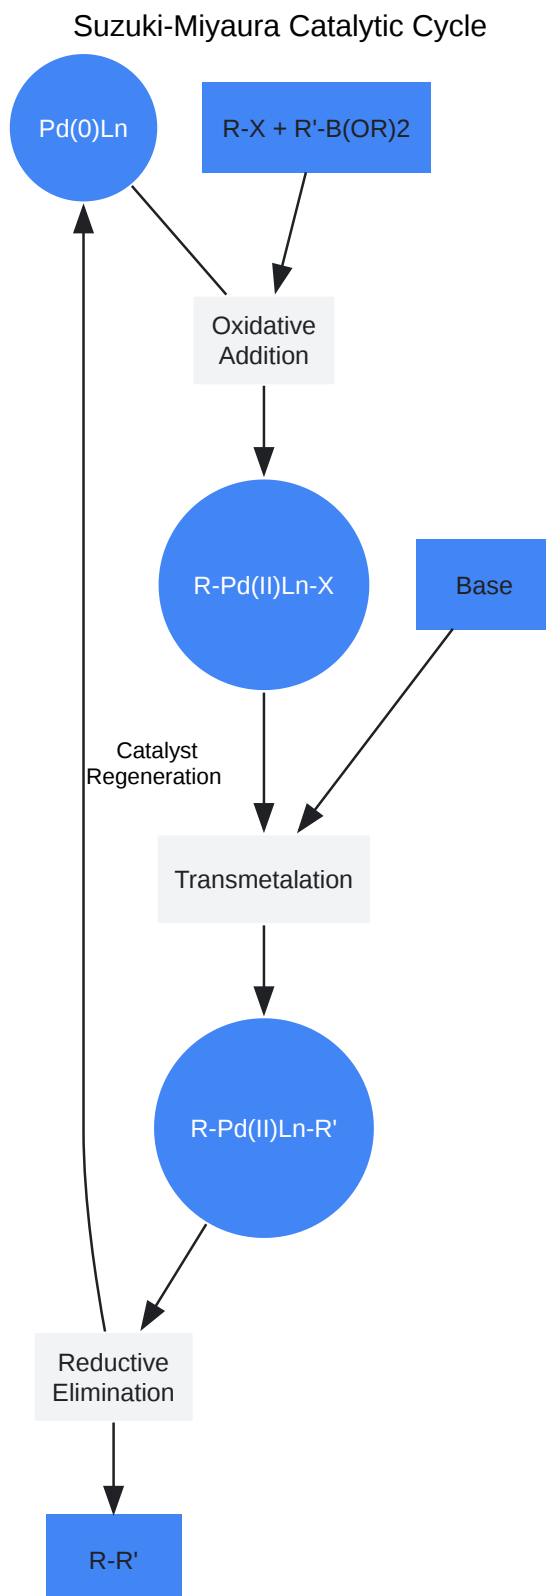 Suzuki-Miyaura Catalytic Cycle
Pd(0)Ln
R-X + R'-B(OR)2
Oxidative
Addition
R-Pd(II)Ln-X
Base
Catalyst
Regeneration
Transmetalation
R-Pd(II)Ln-R'
Reductive
Elimination
R-R'